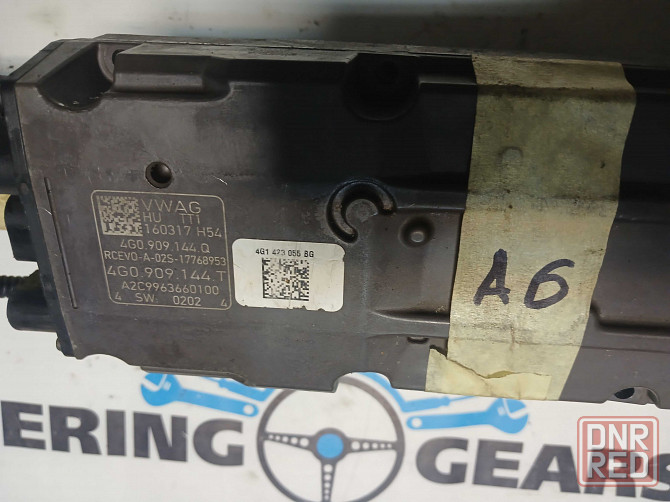 VWAG
HU TTI
160317 H54
4G0.909.144.Q
RCEVO-A-02S-17768953
4G0.909.144.T
A2C9963660100
4 SW: 0202 4
4G1 423 055 BG
A6
ERING
GEARS
DNR
RED